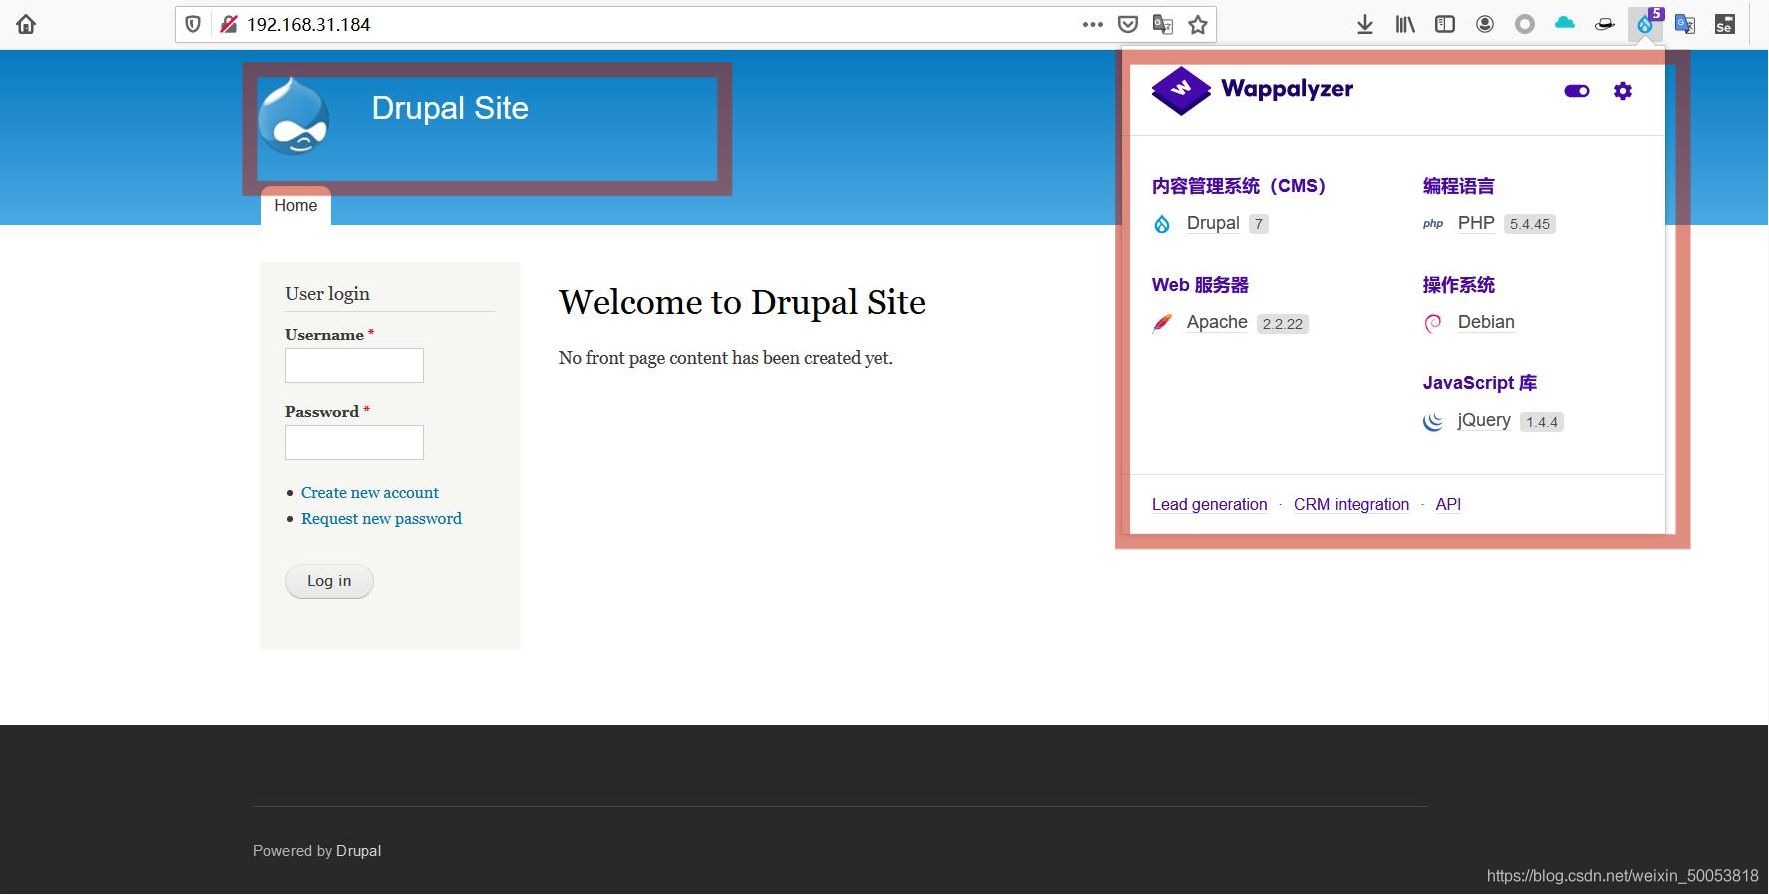 192.168.31.184
5
Se
Drupal Site
Home
User login
Username *
Password *
Create new account
Request new password
Log in
Welcome to Drupal Site
No front page content has been created yet.
Wappalyzer
内容管理系统（CMS）
Drupal 7
编程语言
php PHP 5.4.45
Web 服务器
Apache 2.2.22
操作系统
Debian
JavaScript 库
jQuery 1.4.4
Lead generation · CRM integration · API
Powered by Drupal
https://blog.csdn.net/weixin_50053818